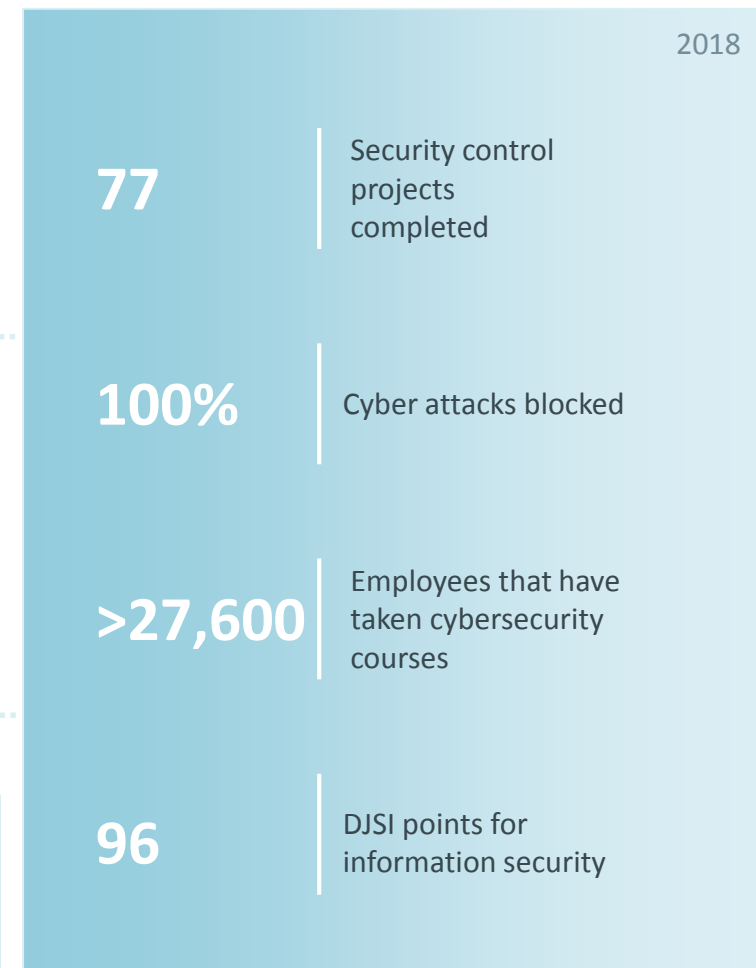 2018
77
Security control
projects
completed
100%
Cyber attacks blocked
>27,600
Employees that have
taken cybersecurity
courses
96
DJSI points for
information security